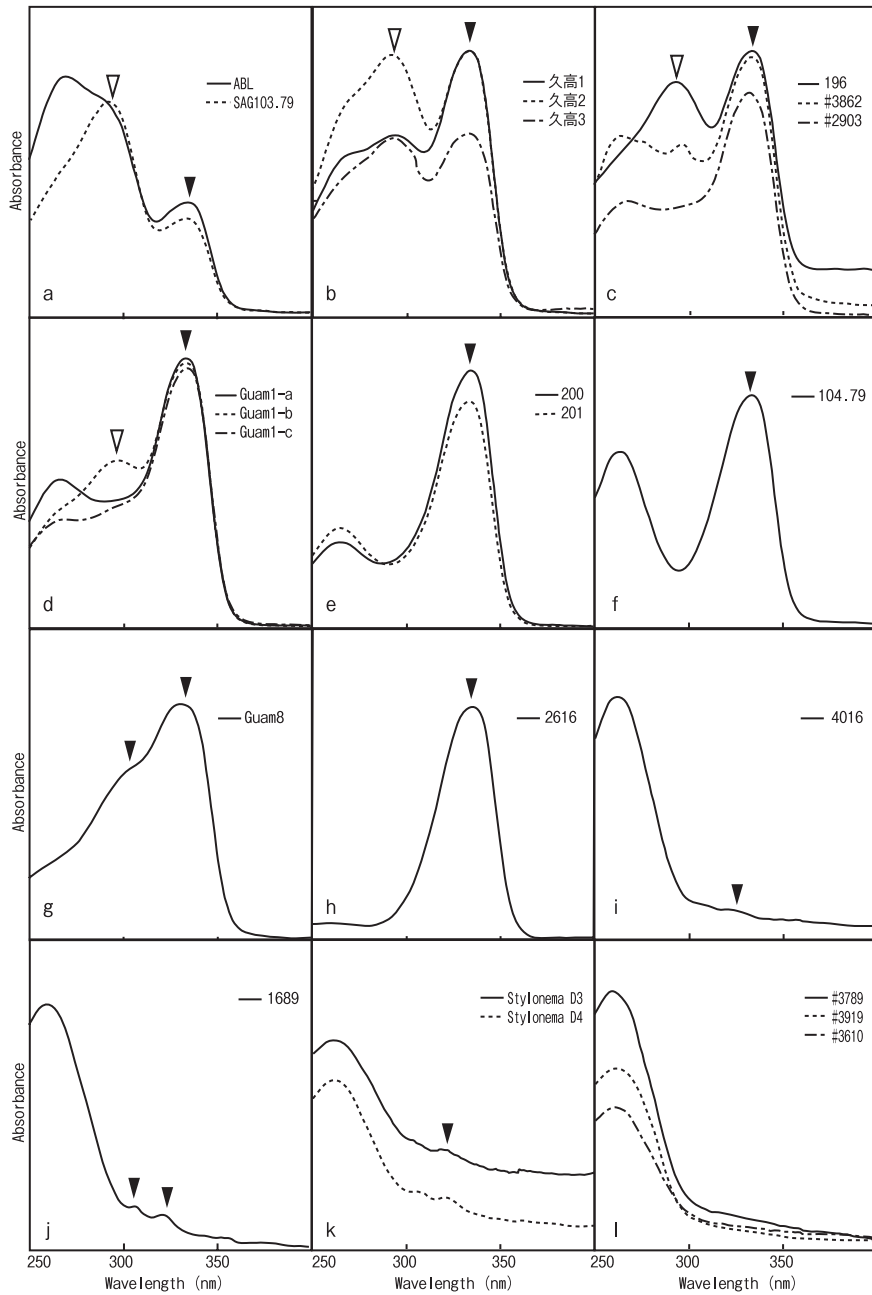 Absorbance
ABL
SAG103.79
a
久高1
久高2
久高3
b
196
#3862
#2903
c
Absorbance
Guam1-a
Guam1-b
Guam1-c
d
200
201
e
104.79
f
Absorbance
Guam8
g
2616
h
4016
i
Absorbance
1689
j
Stylonema D3
Stylonema D4
k
#3789
#3919
#3610
l
250 300 350 250 300 350 250 300 350
Wavelength (nm) Wavelength (nm) Wavelength (nm)